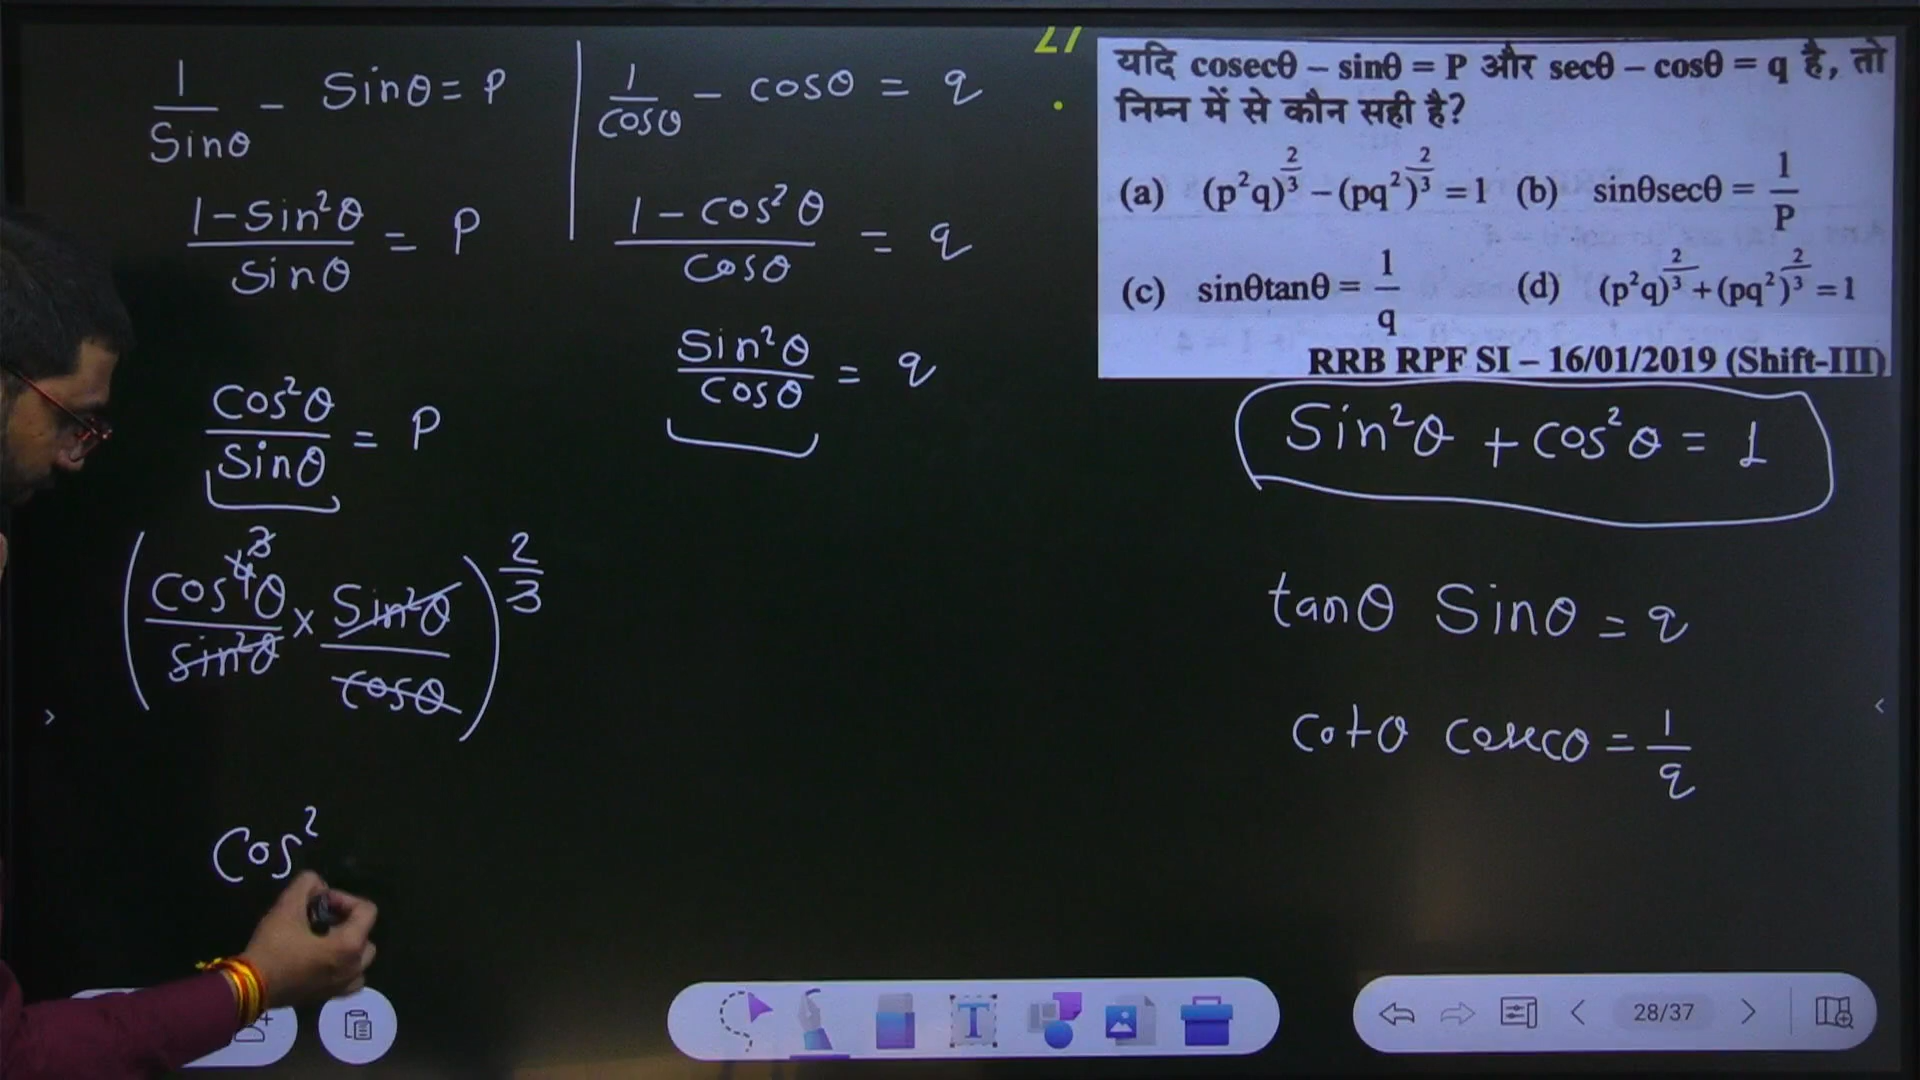 1/Sinθ - Sinθ = P
(1-Sin²θ)/Sinθ = P
Cos²θ/Sinθ = P
(Cos⁴θ/Sin²θ × Sin²θ/Cosθ)^(2/3)
3
Cos²
1/Cosθ - Cosθ = q
(1-Cos²θ)/Cosθ = q
Sin²θ/Cosθ = q
यदि cosecθ – sinθ = P और secθ – cosθ = q है, तो
निम्न में से कौन सही है?
(a) (p²q)^(2/3) – (pq²)^(2/3) = 1 (b) sinθsecθ = 1/P
(c) sinθtanθ = 1/q (d) (p²q)^(2/3) + (pq²)^(2/3) = 1
RRB RPF SI – 16/01/2019 (Shift-III)
Sin²θ + Cos²θ = 1
tanθ Sinθ = q
Cotθ Cosecθ = 1/q
T
28/37